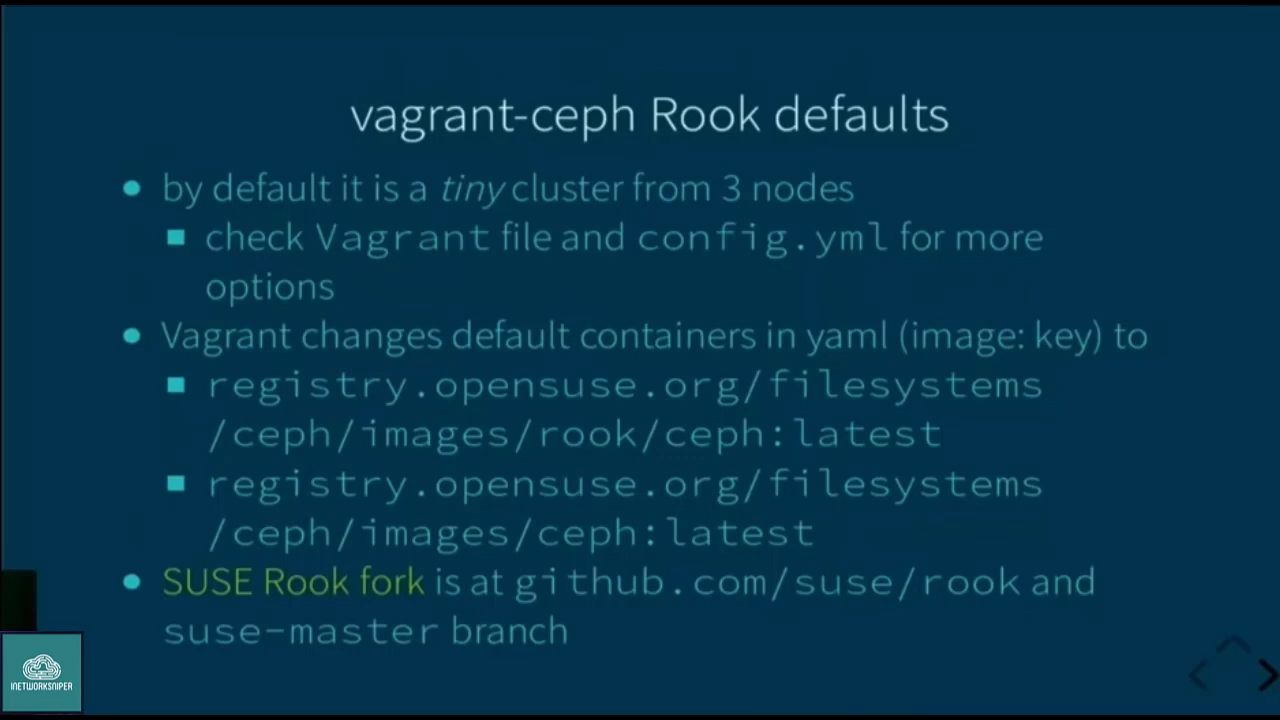 vagrant-ceph Rook defaults
by default it is a tiny cluster from 3 nodes
check Vagrant file and config.yml for more
options
Vagrant changes default containers in yaml (image: key) to
registry.opensuse.org/filesystems
/ceph/images/rook/ceph:latest
registry.opensuse.org/filesystems
/ceph/images/ceph:latest
SUSE Rook fork is at github.com/suse/rook and
suse-master branch
INETWORKSNIPER